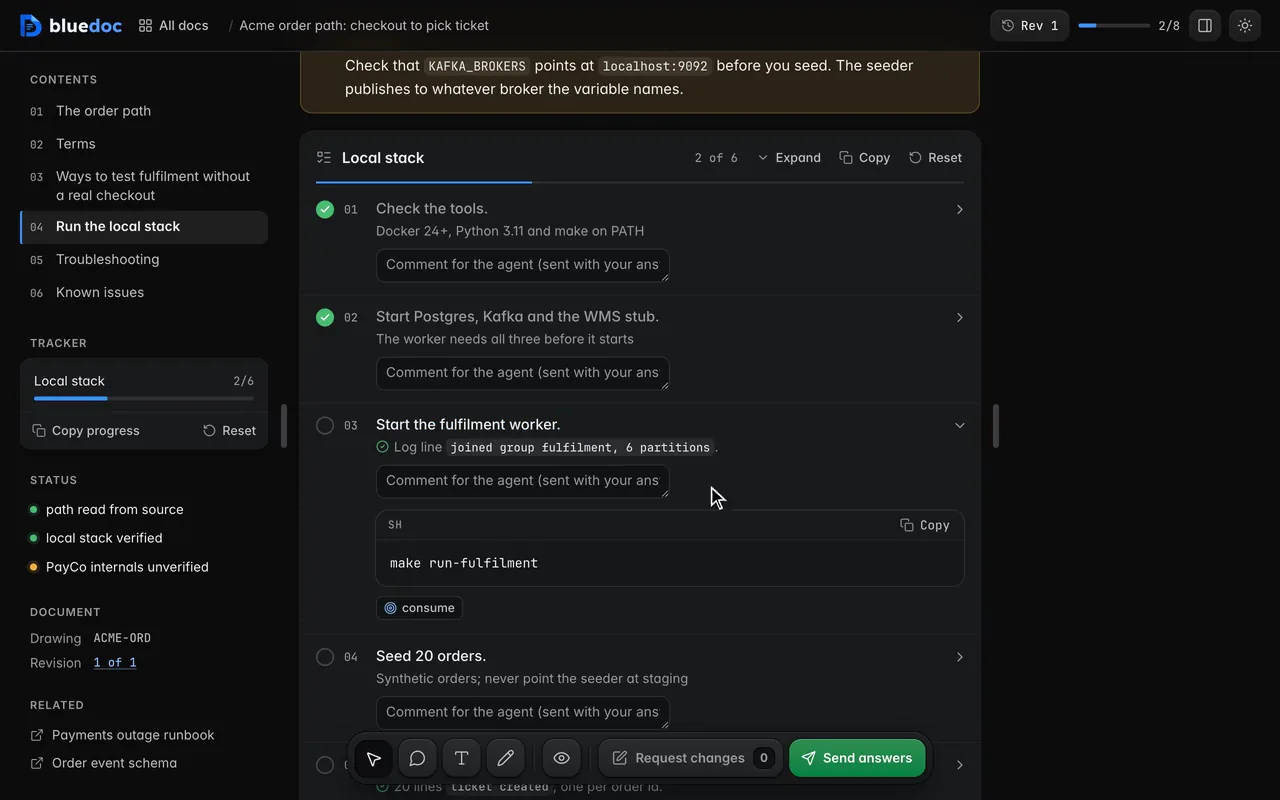 bluedoc
All docs
/ Acme order path: checkout to pick ticket
Rev 1
2/8
CONTENTS
01 The order path
02 Terms
03 Ways to test fulfilment without
a real checkout
04 Run the local stack
05 Troubleshooting
06 Known issues
TRACKER
Local stack 2/6
Copy progress Reset
STATUS
path read from source
local stack verified
PayCo internals unverified
DOCUMENT
Drawing ACME-ORD
Revision 1 of 1
RELATED
Payments outage runbook
Order event schema
Check that KAFKA_BROKERS points at localhost:9092 before you seed. The seeder
publishes to whatever broker the variable names.
Local stack 2 of 6 Expand Copy Reset
01 Check the tools.
Docker 24+, Python 3.11 and make on PATH
Comment for the agent (sent with your ans
02 Start Postgres, Kafka and the WMS stub.
The worker needs all three before it starts
Comment for the agent (sent with your ans
03 Start the fulfilment worker.
Log line joined group fulfilment, 6 partitions.
Comment for the agent (sent with your ans
SH Copy
make run-fulfilment
consume
04 Seed 20 orders.
Synthetic orders; never point the seeder at staging
Comment for the agent (sent with your ans
20 lines ticket created, one per order id.
Request changes 0
Send answers